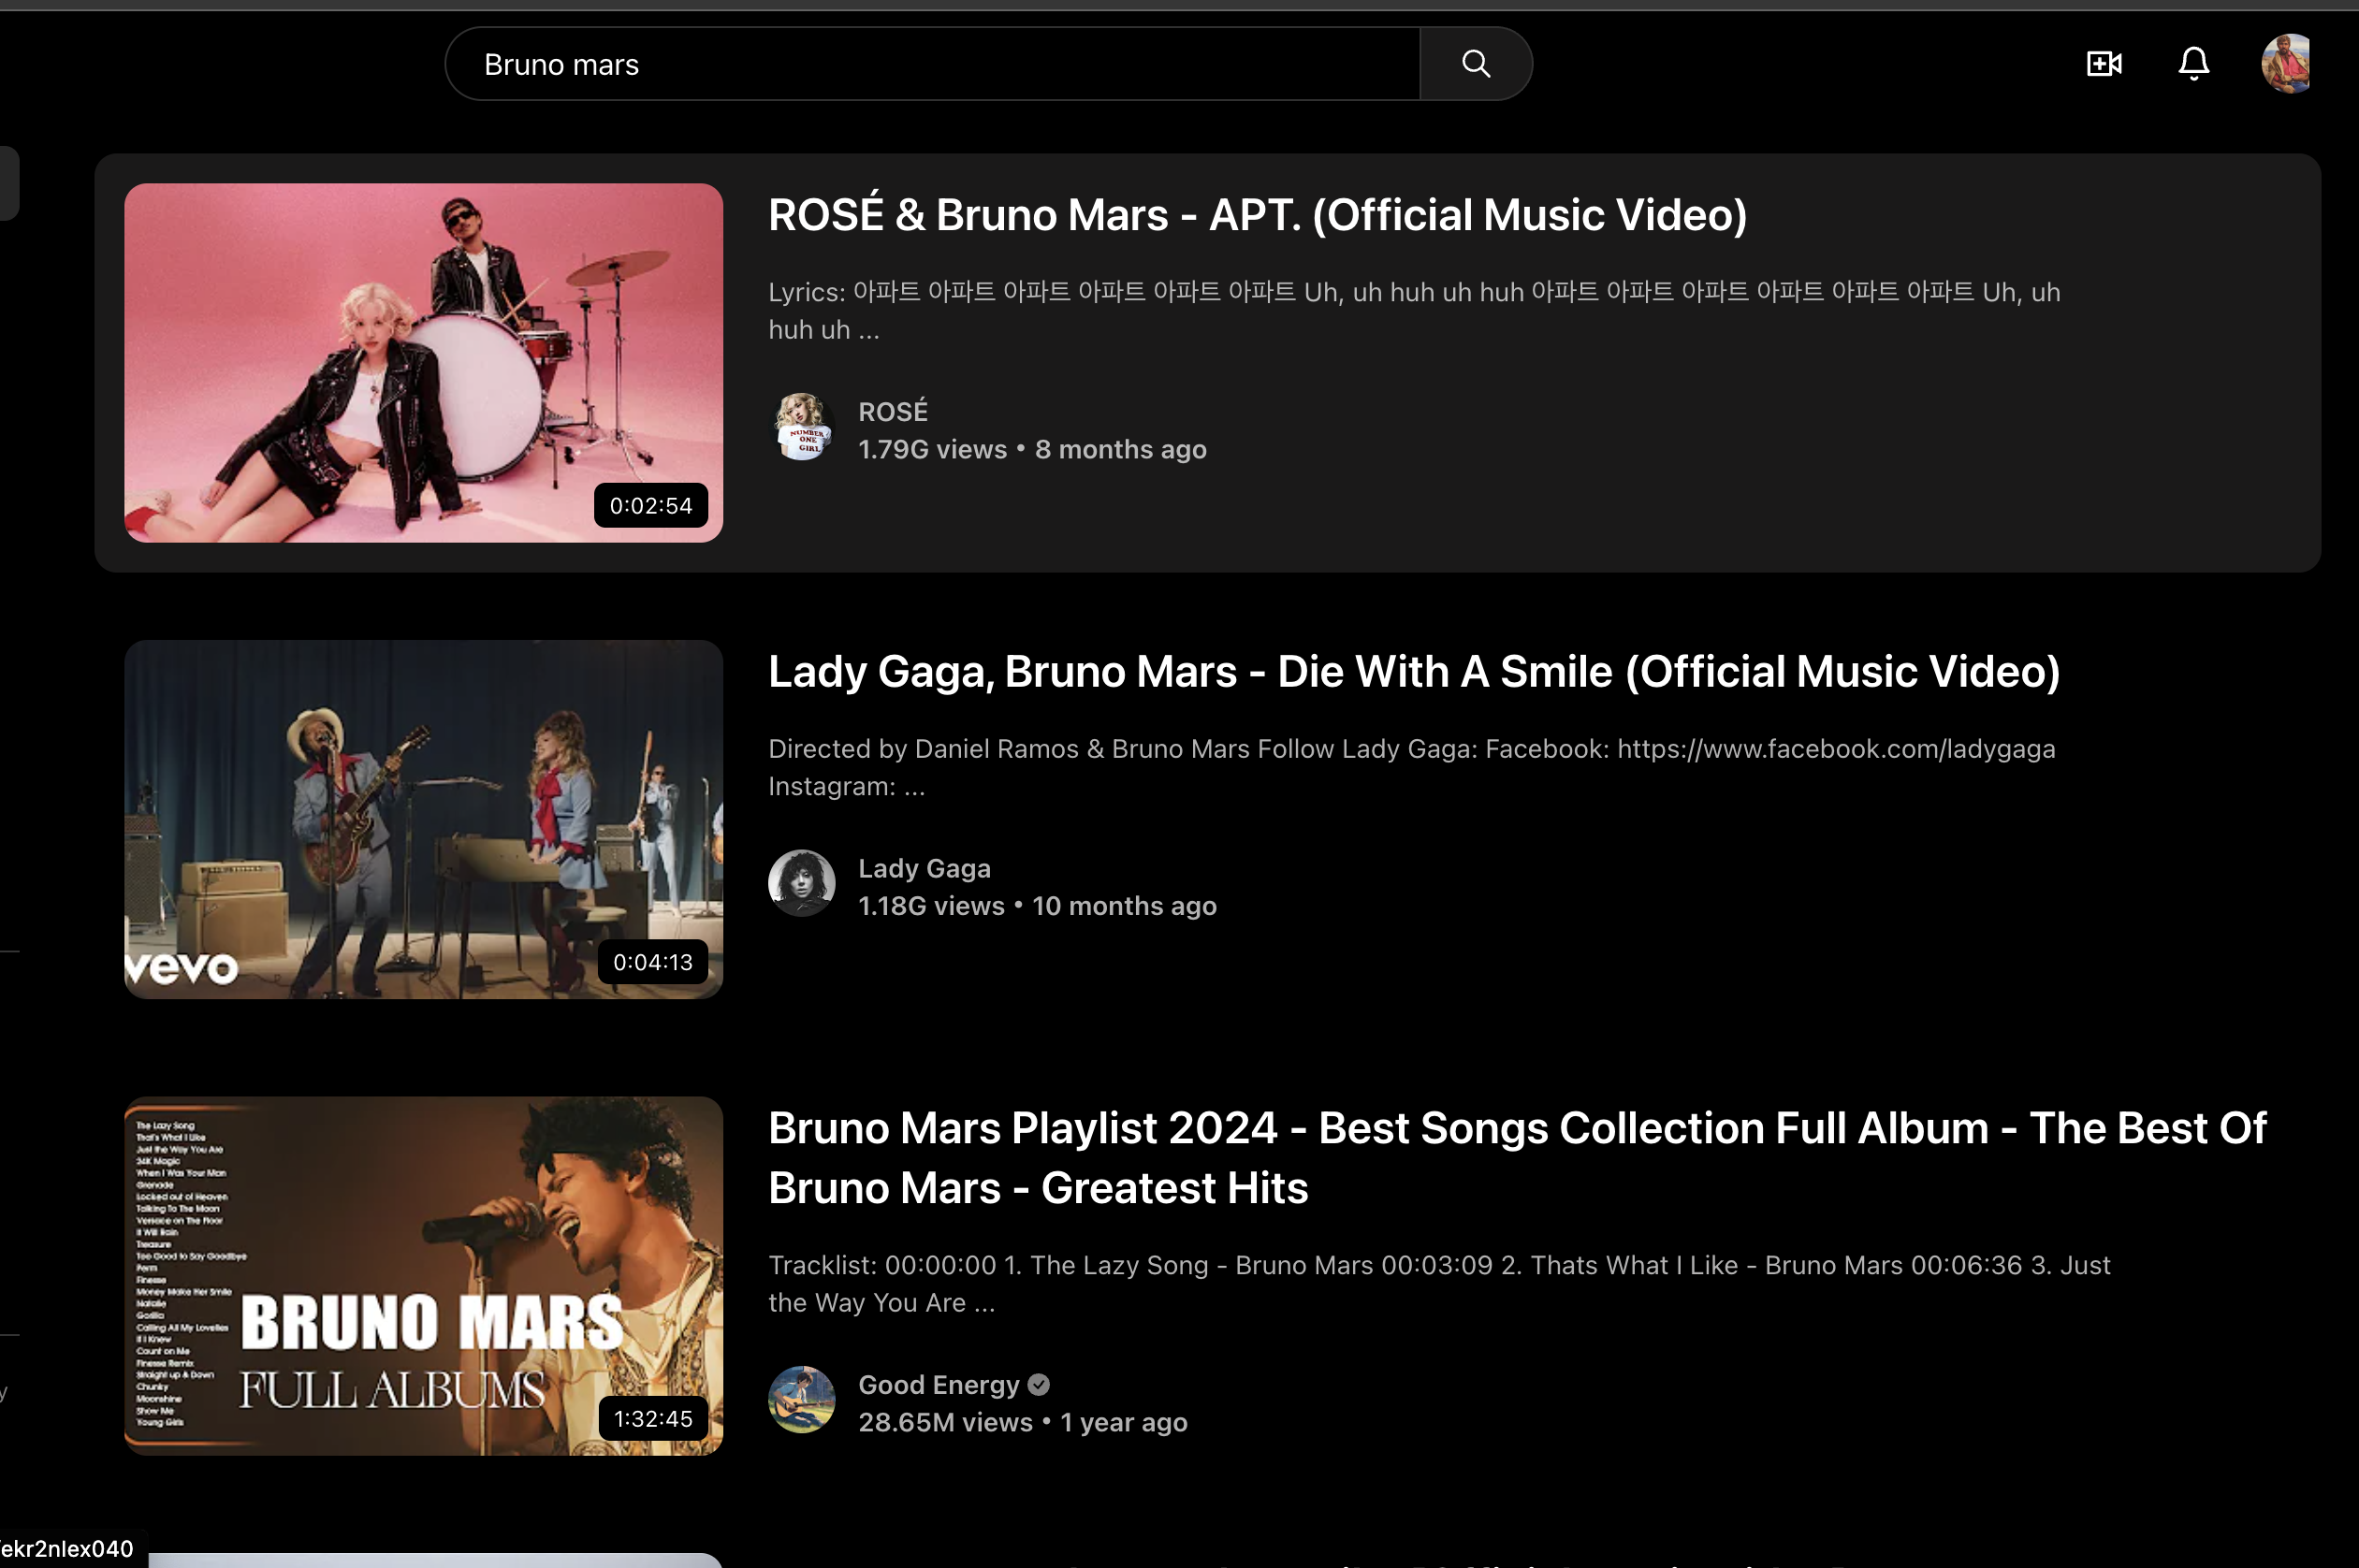 Bruno mars
ROSÉ & Bruno Mars - APT. (Official Music Video)
Lyrics: 아파트 아파트 아파트 아파트 아파트 아파트 Uh, uh huh uh huh 아파트 아파트 아파트 아파트 아파트 아파트 Uh, uh
huh uh ...
NUMBER
ONE
GIRL
ROSÉ
1.79G views • 8 months ago
0:02:54
Lady Gaga, Bruno Mars - Die With A Smile (Official Music Video)
Directed by Daniel Ramos & Bruno Mars Follow Lady Gaga: Facebook: https://www.facebook.com/ladygaga
Instagram: ...
Lady Gaga
1.18G views • 10 months ago
vevo
0:04:13
Bruno Mars Playlist 2024 - Best Songs Collection Full Album - The Best Of
Bruno Mars - Greatest Hits
Tracklist: 00:00:00 1. The Lazy Song - Bruno Mars 00:03:09 2. Thats What I Like - Bruno Mars 00:06:36 3. Just
the Way You Are ...
Good Energy
28.65M views • 1 year ago
The Lazy Song
That's What I Like
Just the Way You Are
24K Magic
When I Was Your Man
Grenade
Locked out of Heaven
Talking To The Moon
Versace on The Floor
It Will Rain
Treasure
Too Good to Say Goodbye
Perm
Finesse
Money Make Her Smile
Natalie
Gorilla
Calling All My Lovelies
If I Knew
Count on Me
Finesse Remix
Straight up & Down
Chunky
Moonshine
Show Me
Young Girls
BRUNO MARS
FULL ALBUMS
1:32:45
y
ekr2nlex040